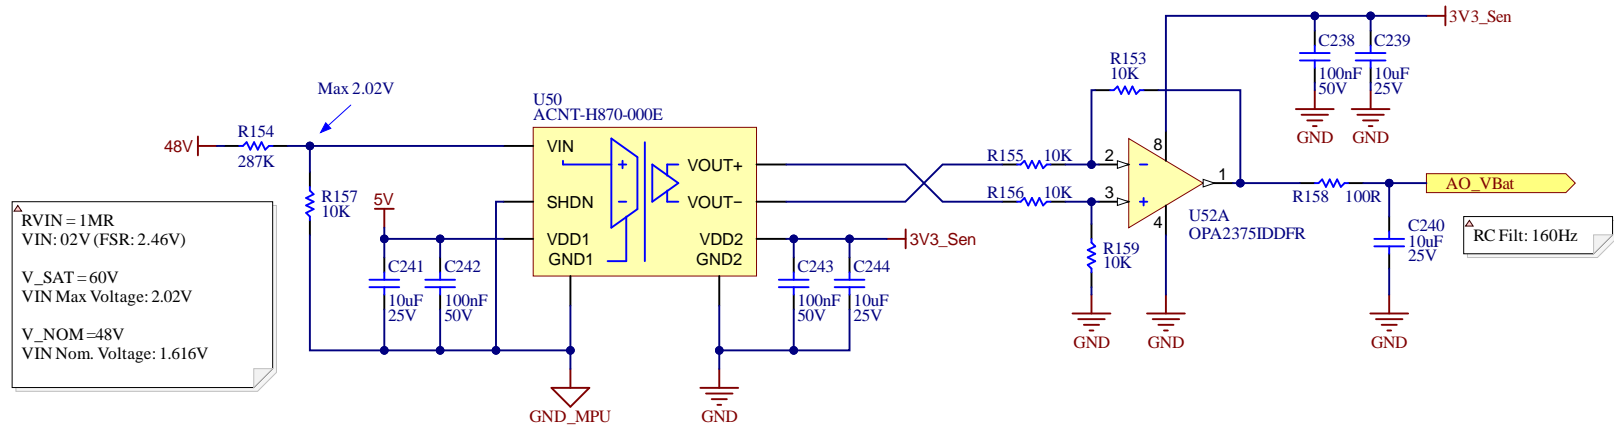 3V3_Sen
C238
100nF
50V
C239
10uF
25V
GND
GND
R153
10K
Max 2.02V
U50
ACNT-H870-000E
48V
R154
287K
VIN
SHDN
VDD1
GND1
VOUT+
VOUT−
VDD2
GND2
R157
10K
5V
C241
10uF
25V
C242
100nF
50V
3V3_Sen
C243
100nF
50V
C244
10uF
25V
R155
10K
R156
10K
2
3
8
4
1
U52A
OPA2375IDDFR
R159
10K
GND
GND
R158
100R
AO_VBat
C240
10uF
25V
GND
RC Filt: 160Hz
RVIN = 1MR
VIN: 02V (FSR: 2.46V)
V_SAT = 60V
VIN Max Voltage: 2.02V
V_NOM =48V
VIN Nom. Voltage: 1.616V
GND_MPU
GND